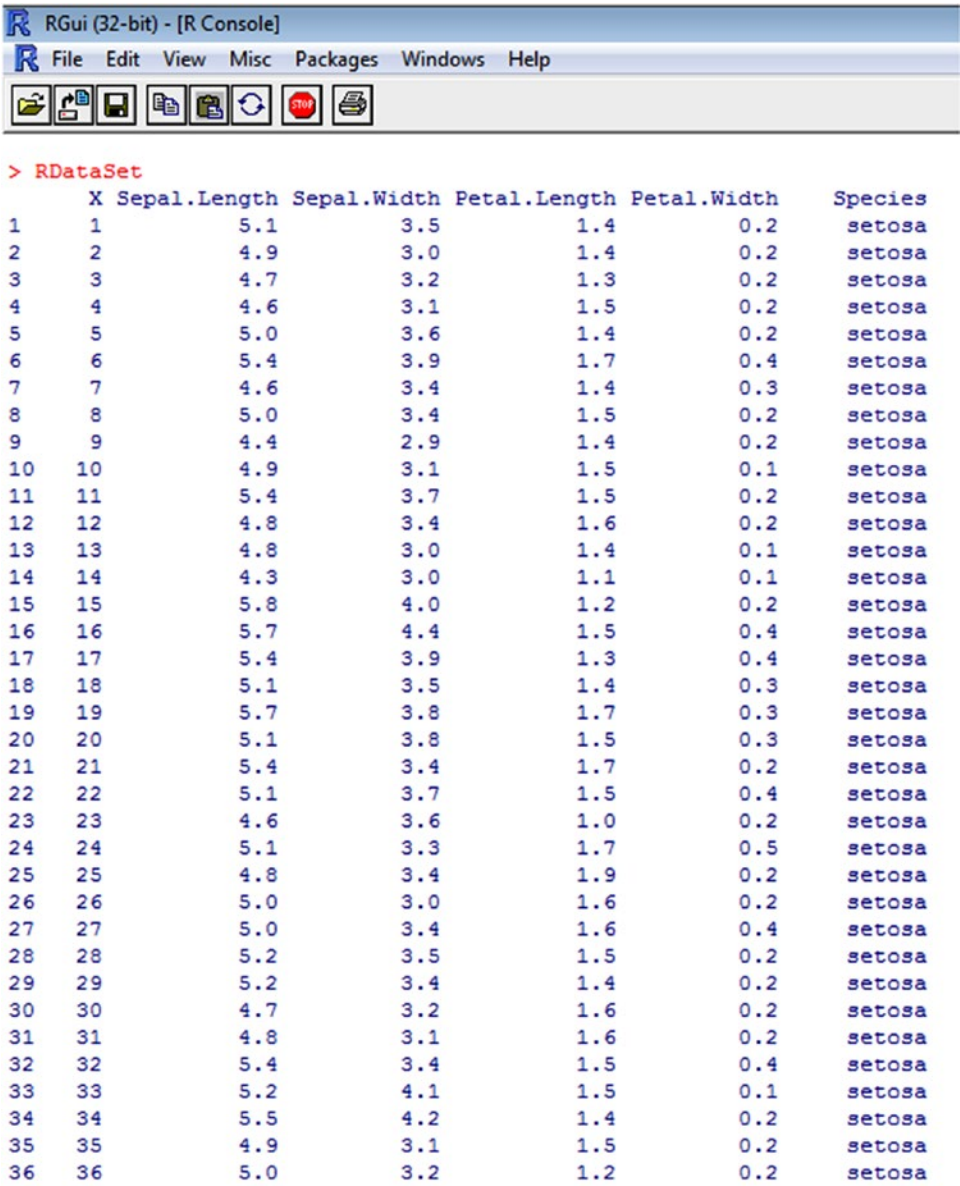 RGui (32-bit) - [R Console]
File Edit View Misc Packages Windows Help
STOP
> RDataSet
X Sepal.Length Sepal.Width Petal.Length Petal.Width Species
1 1 5.1 3.5 1.4 0.2 setosa
2 2 4.9 3.0 1.4 0.2 setosa
3 3 4.7 3.2 1.3 0.2 setosa
4 4 4.6 3.1 1.5 0.2 setosa
5 5 5.0 3.6 1.4 0.2 setosa
6 6 5.4 3.9 1.7 0.4 setosa
7 7 4.6 3.4 1.4 0.3 setosa
8 8 5.0 3.4 1.5 0.2 setosa
9 9 4.4 2.9 1.4 0.2 setosa
10 10 4.9 3.1 1.5 0.1 setosa
11 11 5.4 3.7 1.5 0.2 setosa
12 12 4.8 3.4 1.6 0.2 setosa
13 13 4.8 3.0 1.4 0.1 setosa
14 14 4.3 3.0 1.1 0.1 setosa
15 15 5.8 4.0 1.2 0.2 setosa
16 16 5.7 4.4 1.5 0.4 setosa
17 17 5.4 3.9 1.3 0.4 setosa
18 18 5.1 3.5 1.4 0.3 setosa
19 19 5.7 3.8 1.7 0.3 setosa
20 20 5.1 3.8 1.5 0.3 setosa
21 21 5.4 3.4 1.7 0.2 setosa
22 22 5.1 3.7 1.5 0.4 setosa
23 23 4.6 3.6 1.0 0.2 setosa
24 24 5.1 3.3 1.7 0.5 setosa
25 25 4.8 3.4 1.9 0.2 setosa
26 26 5.0 3.0 1.6 0.2 setosa
27 27 5.0 3.4 1.6 0.4 setosa
28 28 5.2 3.5 1.5 0.2 setosa
29 29 5.2 3.4 1.4 0.2 setosa
30 30 4.7 3.2 1.6 0.2 setosa
31 31 4.8 3.1 1.6 0.2 setosa
32 32 5.4 3.4 1.5 0.4 setosa
33 33 5.2 4.1 1.5 0.1 setosa
34 34 5.5 4.2 1.4 0.2 setosa
35 35 4.9 3.1 1.5 0.2 setosa
36 36 5.0 3.2 1.2 0.2 setosa